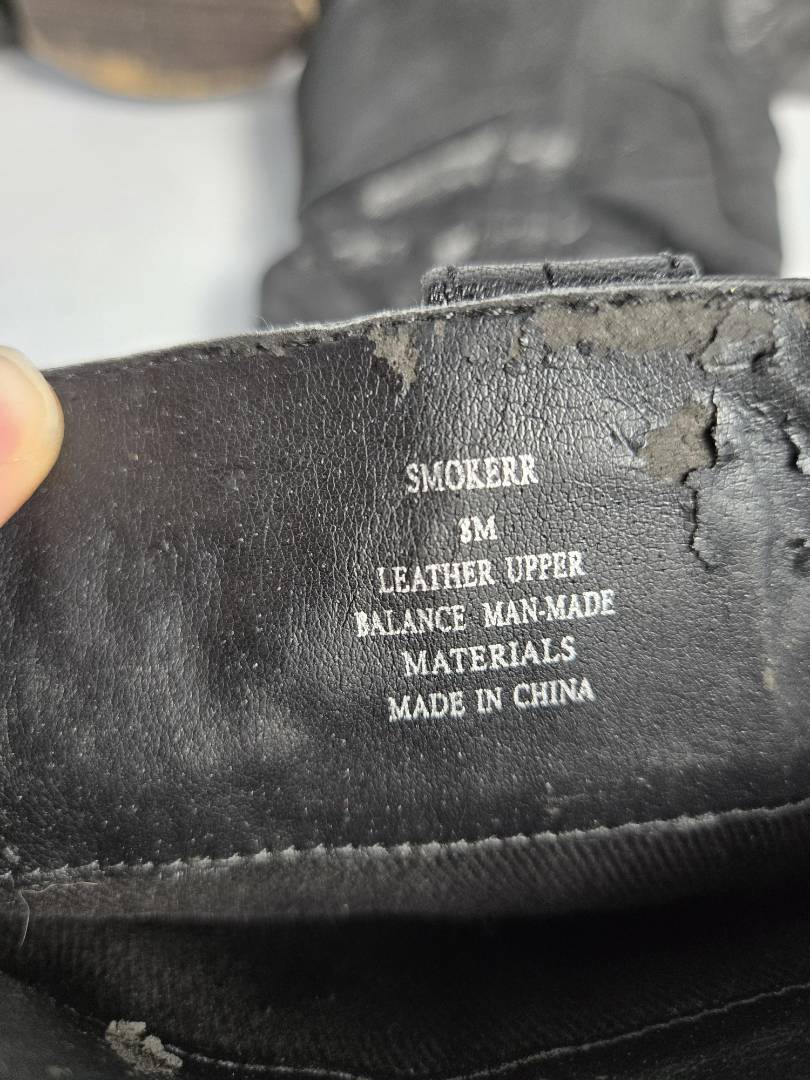 SMOKERR
8M
LEATHER UPPER
BALANCE MAN-MADE
MATERIALS
MADE IN CHINA